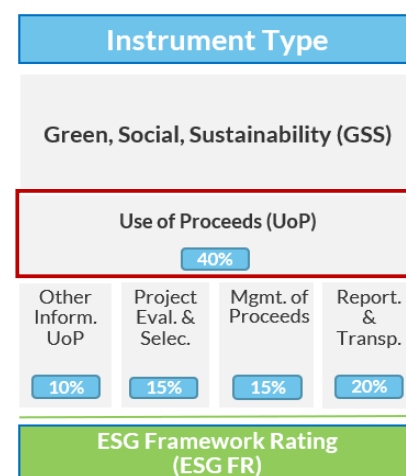 Instrument Type
Green, Social, Sustainability (GSS)
Use of Proceeds (UoP)
40%
Other
Inform.
UoP
10%
Project
Eval. &
Selec.
15%
Mgmt. of
Proceeds
15%
Report.
&
Transp.
20%
ESG Framework Rating
(ESG FR)